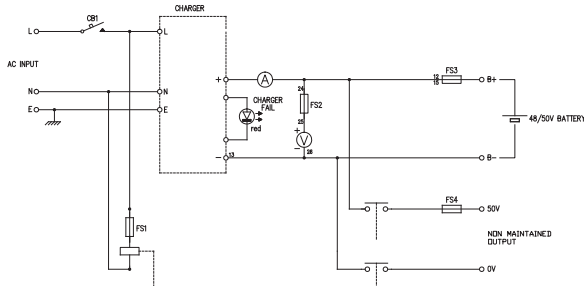 CHARGER
CB1
L
L
AC INPUT
N
N
E
E
+
A
12
15
FS3
B+
24
FS2
25
CHARGER
FAIL
red
+
V
-
26
48/50V BATTERY
-
13
B-
FS1
FS4
50V
NON MAINTAINED
OUTPUT
0V